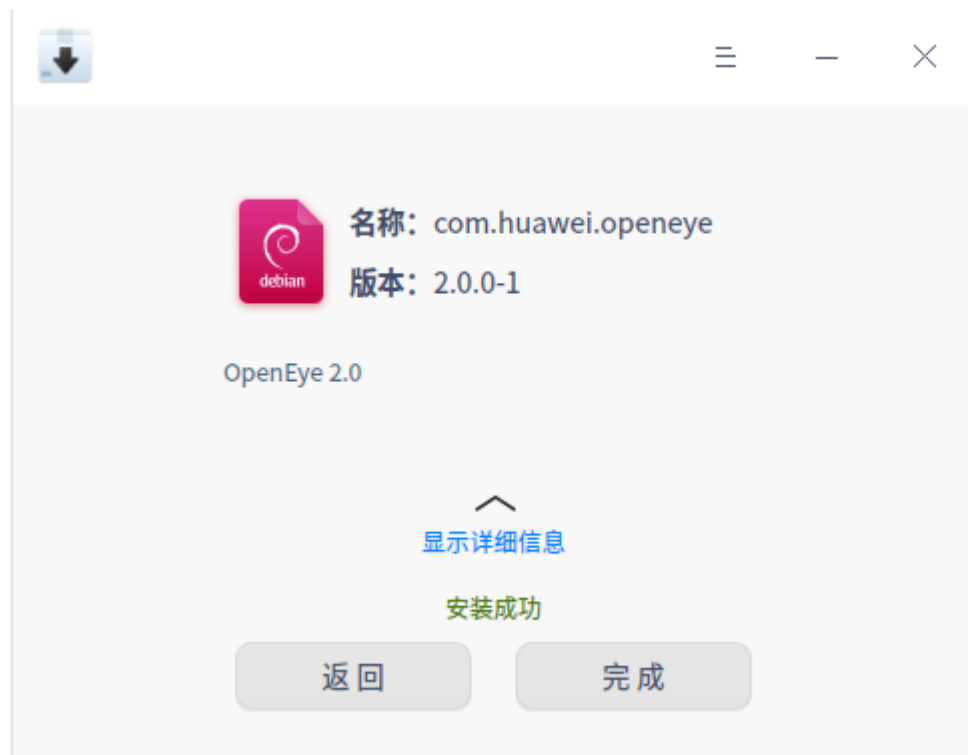 debian
名称：com.huawei.openeye
版本：2.0.0-1
OpenEye 2.0
显示详细信息
安装成功
返回
完成